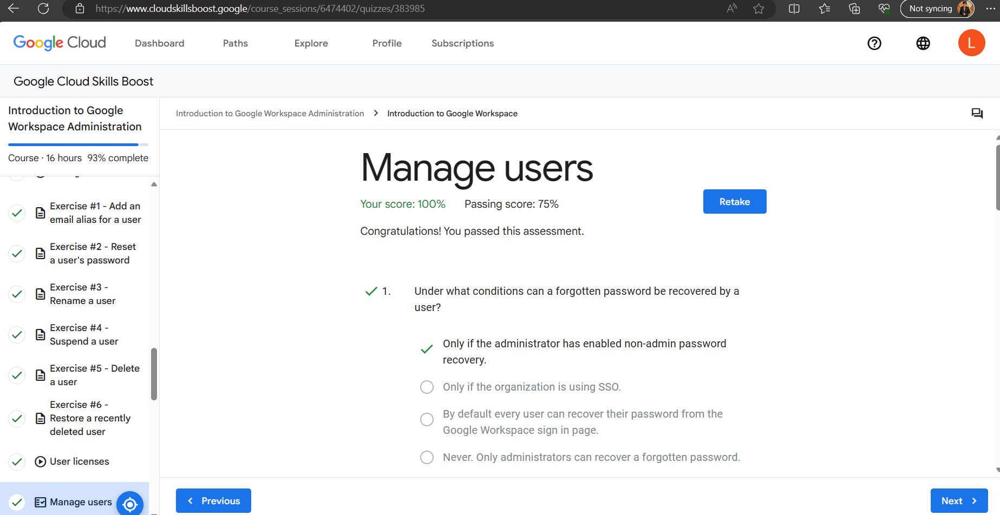 https://www.cloudskillsboost.google/course_sessions/6474402/quizzes/383985
Not syncing
Google Cloud
Dashboard
Paths
Explore
Profile
Subscriptions
L
Google Cloud Skills Boost
Introduction to Google
Workspace Administration
Course · 16 hours 93% complete
Exercise #1 - Add an
email alias for a user
Exercise #2 - Reset
a user's password
Exercise #3 -
Rename a user
Exercise #4 -
Suspend a user
Exercise #5 - Delete
a user
Exercise #6 -
Restore a recently
deleted user
User licenses
Manage users
Introduction to Google Workspace Administration > Introduction to Google Workspace
Manage users
Your score: 100% Passing score: 75%
Retake
Congratulations! You passed this assessment.
1. Under what conditions can a forgotten password be recovered by a
user?
Only if the administrator has enabled non-admin password
recovery.
Only if the organization is using SSO.
By default every user can recover their password from the
Google Workspace sign in page.
Never. Only administrators can recover a forgotten password.
Previous
Next